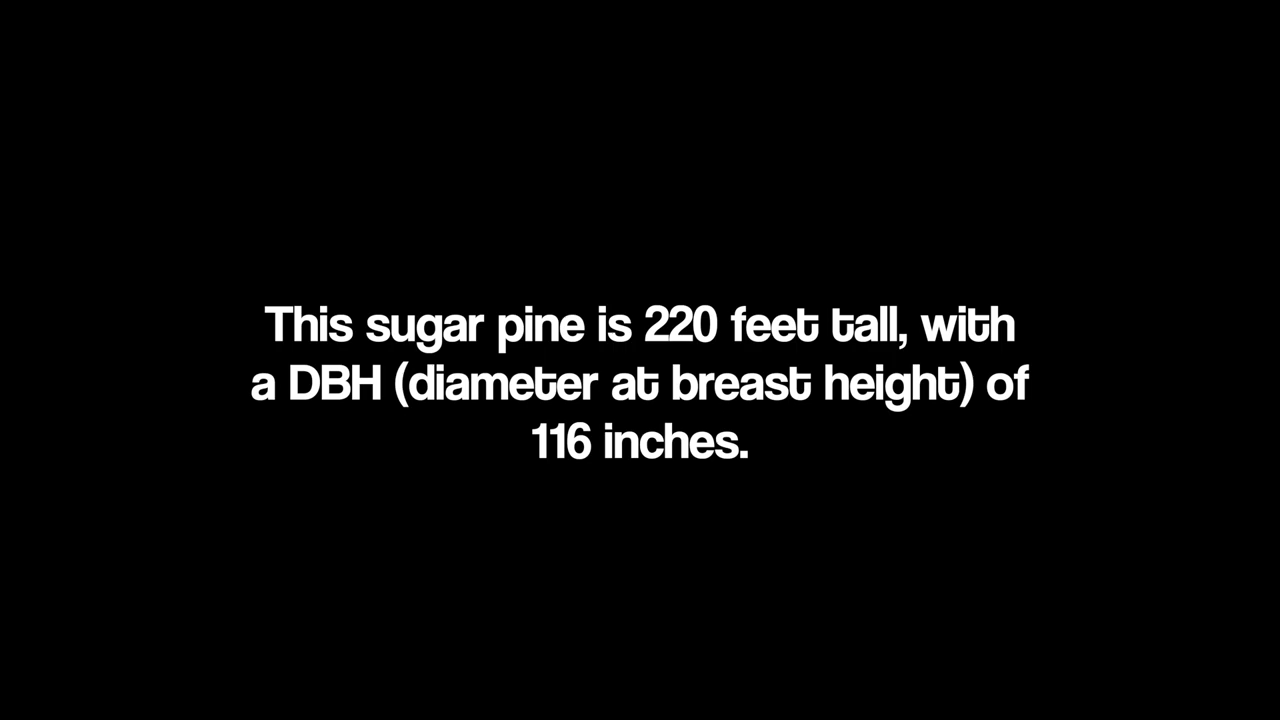 This sugar pine is 220 feet tall, with
a DBH (diameter at breast height) of
116 inches.